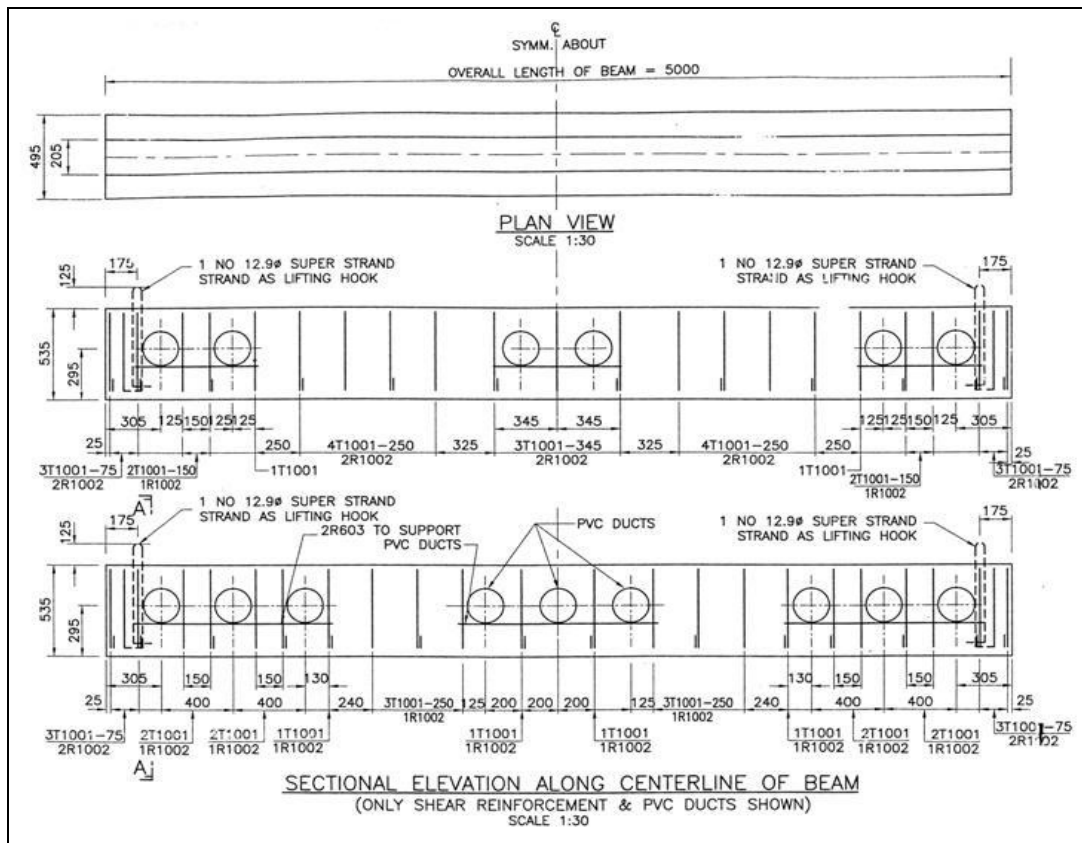 ℄
SYMM. ABOUT
OVERALL LENGTH OF BEAM = 5000
495
205
PLAN VIEW
SCALE 1:30
175
125
1 NO 12.9ø SUPER STRAND
STRAND AS LIFTING HOOK
1 NO 12.9ø SUPER STRAND
STRAND AS LIFTING HOOK
175
535
295
305
125
150
125
125
345
345
125
125
150
125
305
25
250
4T1001-250
2R1002
325
3T1001-345
2R1002
325
4T1001-250
2R1002
250
25
3T1001-75
2R1002
2T1001-150
1R1002
1T1001
1T1001
2T1001-150
1R1002
3T1001-75
2R1002
A
175
125
1 NO 12.9ø SUPER STRAND
STRAND AS LIFTING HOOK
2R603 TO SUPPORT
PVC DUCTS
PVC DUCTS
1 NO 12.9ø SUPER STRAND
STRAND AS LIFTING HOOK
175
535
295
305
150
150
130
130
150
150
305
25
400
400
240
3T1001-250
1R1002
125
200
200
200
125
3T1001-250
1R1002
240
400
400
25
3T1001-75
2R1002
2T1001
1R1002
2T1001
1R1002
1T1001
1R1002
1T1001
1R1002
1T1001
1R1002
1T1001
1R1002
2T1001
1R1002
2T1001
1R1002
3T1001-75
2R1002
A
SECTIONAL ELEVATION ALONG CENTERLINE OF BEAM
(ONLY SHEAR REINFORCEMENT & PVC DUCTS SHOWN)
SCALE 1:30